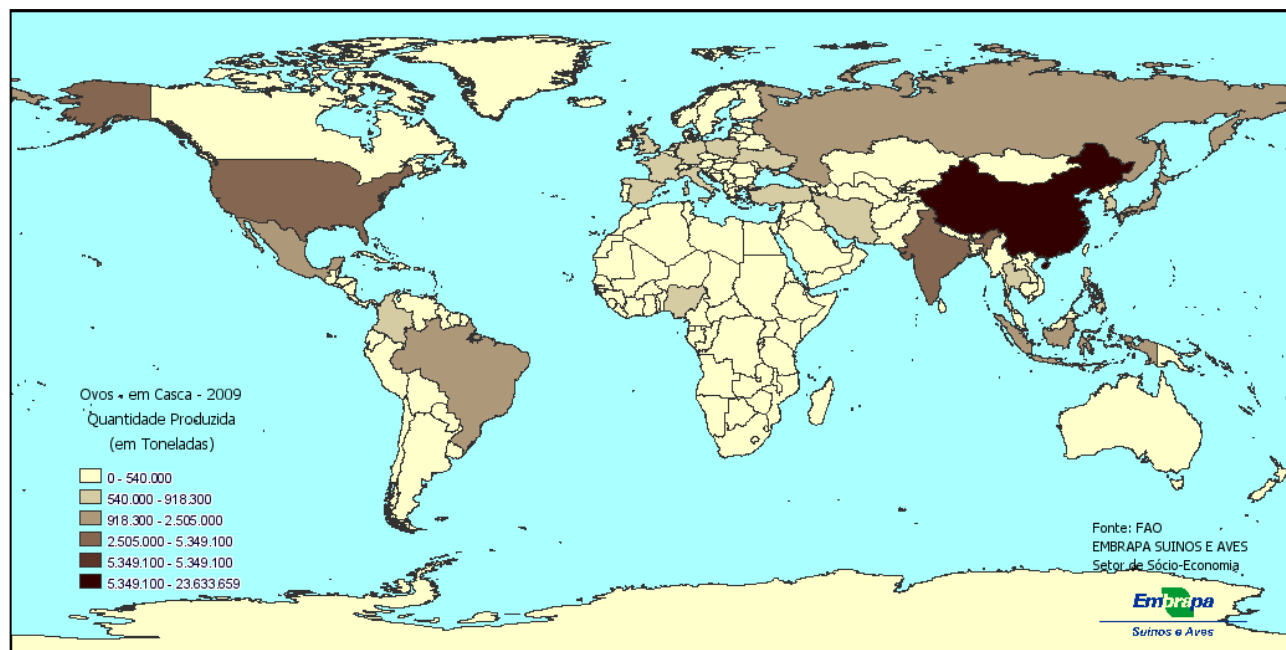 Ovos - em Casca - 2009
Quantidade Produzida
(em Toneladas)
0 - 540.000
540.000 - 918.300
918.300 - 2.505.000
2.505.000 - 5.349.100
5.349.100 - 5.349.100
5.349.100 - 23.633.659
Fonte: FAO
EMBRAPA SUINOS E AVES
Setor de Sócio-Economia
Embrapa
Suínos e Aves